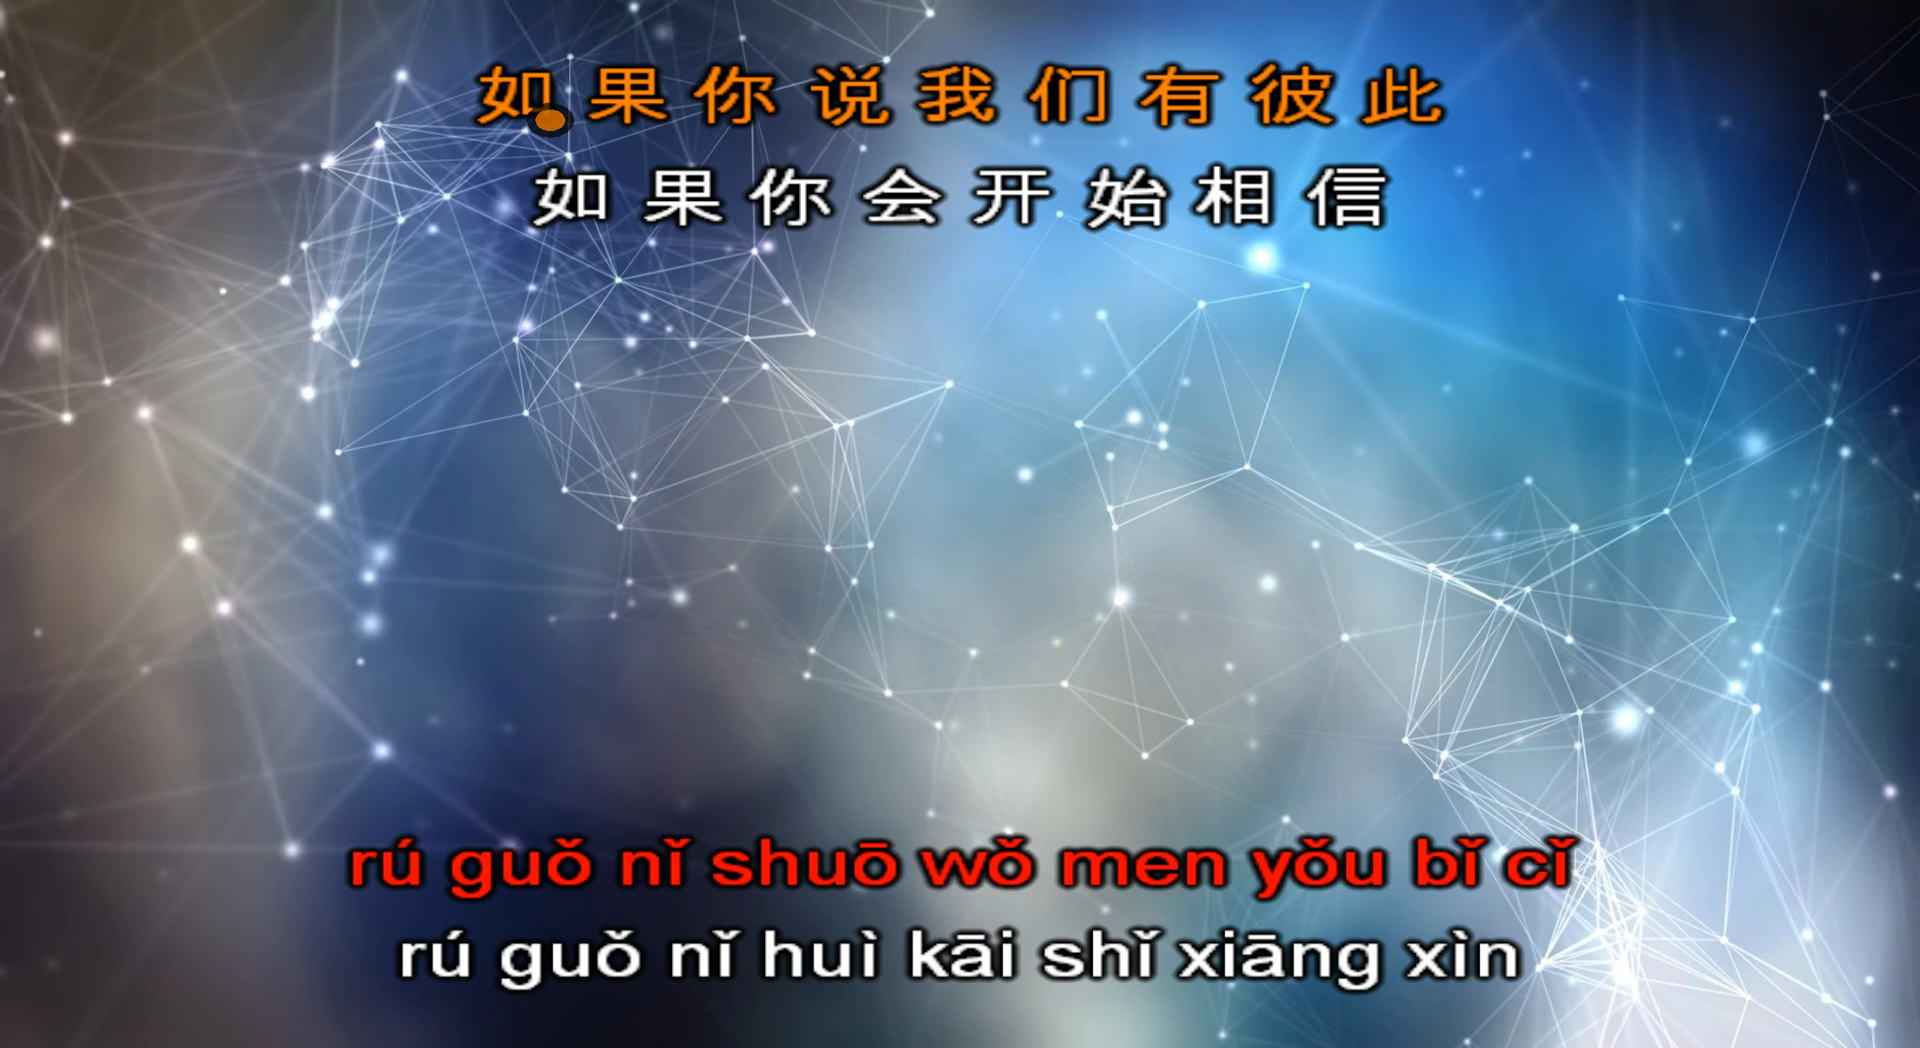 如果你说我们有彼此
如果你会开始相信
rú guǒ nǐ shuō wǒ men yǒu bǐ cǐ
rú guǒ nǐ huì kāi shǐ xiāng xìn